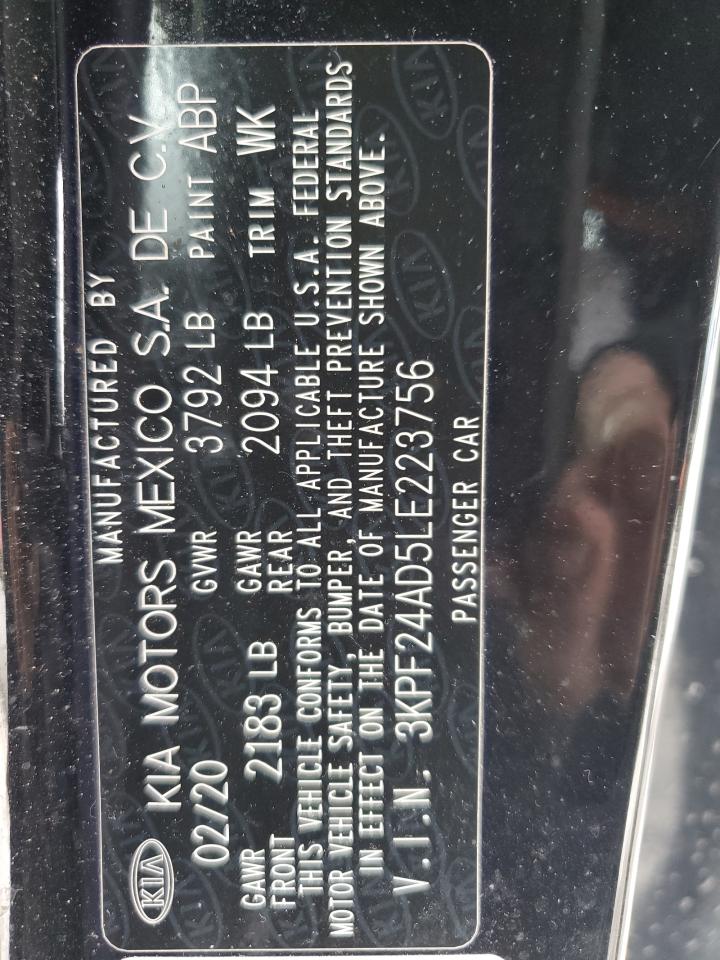 MANUFACTURED BY
KIA KIA MOTORS MEXICO S.A. DE C.V
02/20 GVWR 3792 LB PAINT ABP
GAWR FRONT 2183 LB GAWR REAR 2094 LB TRIM WK
THIS VEHICLE CONFORMS TO ALL APPLICABLE U.S.A. FEDERAL
MOTOR VEHICLE SAFETY, BUMPER, AND THEFT PREVENTION STANDARDS
IN EFFECT ON THE DATE OF MANUFACTURE SHOWN ABOVE.
V.I.N. 3KPF24AD5LE223756
PASSENGER CAR